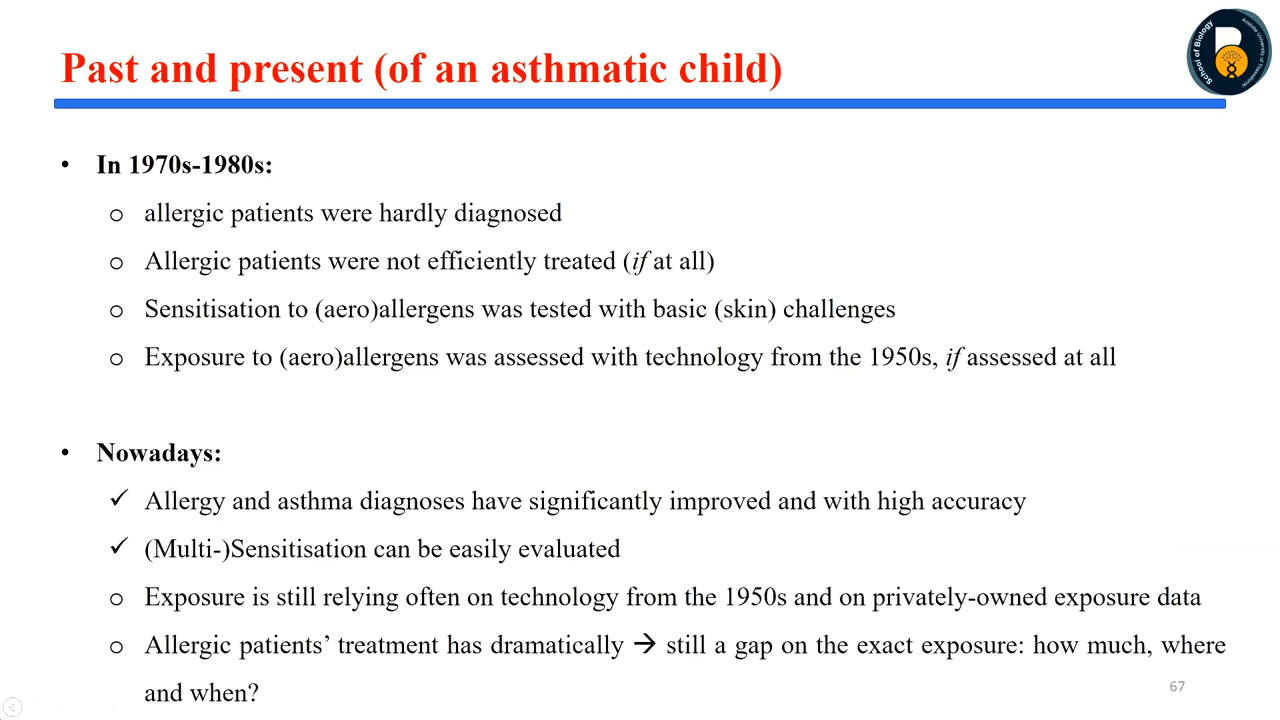 Past and present (of an asthmatic child)
School of Biology
Aristotle University of Thessaloniki
• In 1970s-1980s:
o allergic patients were hardly diagnosed
o Allergic patients were not efficiently treated (if at all)
o Sensitisation to (aero)allergens was tested with basic (skin) challenges
o Exposure to (aero)allergens was assessed with technology from the 1950s, if assessed at all
• Nowadays:
✓ Allergy and asthma diagnoses have significantly improved and with high accuracy
✓ (Multi-)Sensitisation can be easily evaluated
o Exposure is still relying often on technology from the 1950s and on privately-owned exposure data
o Allergic patients’ treatment has dramatically → still a gap on the exact exposure: how much, where
and when?
67